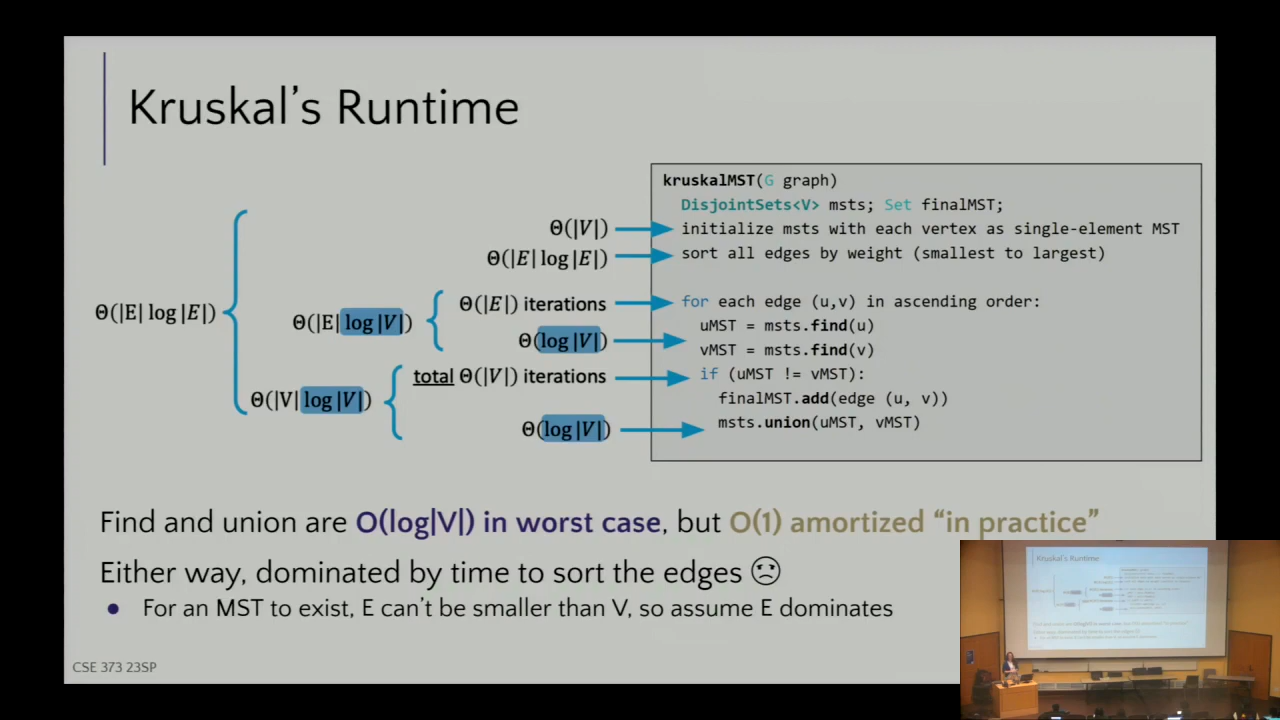 Kruskal's Runtime
kruskalMST(G graph)
DisjointSets<V> msts; Set finalMST;
Θ(|V|) initialize msts with each vertex as single-element MST
Θ(|E| log|E|) sort all edges by weight (smallest to largest)
Θ(|E|) iterations for each edge (u,v) in ascending order:
Θ(|E| log|E|)
Θ(|E| log|V|)
uMST = msts.find(u)
Θ(log|V|)
vMST = msts.find(v)
total Θ(|V|) iterations if (uMST != vMST):
Θ(|V| log|V|)
finalMST.add(edge (u, v))
Θ(log|V|) msts.union(uMST, vMST)
Find and union are O(log|V|) in worst case, but O(1) amortized “in practice”
Either way, dominated by time to sort the edges ☹
● For an MST to exist, E can't be smaller than V, so assume E dominates
CSE 373 23SP
Kruskal's Runtime